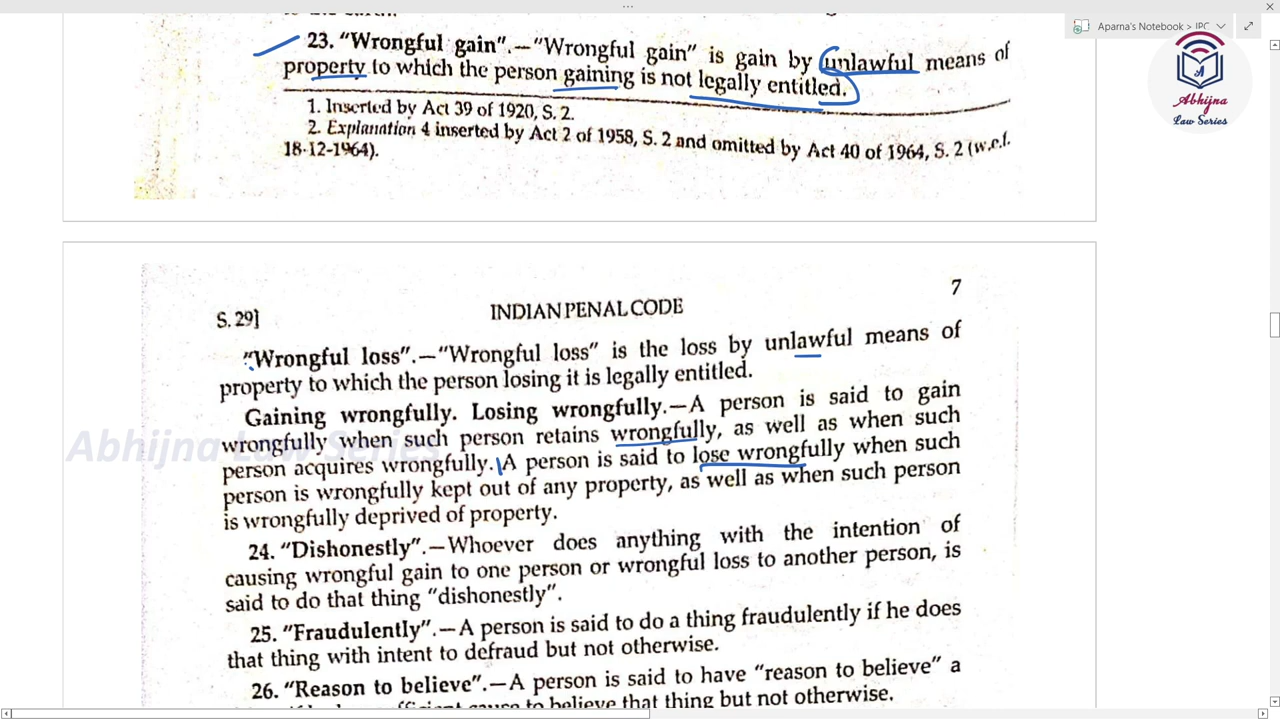 Aparna's Notebook > IPC
23. “Wrongful gain”.—“Wrongful gain” is gain by unlawful means of
property to which the person gaining is not legally entitled.
1. Inserted by Act 39 of 1920, S. 2.
2. Explanation 4 inserted by Act 2 of 1958, S. 2 and omitted by Act 40 of 1964, S. 2 (w.e.f.
18-12-1964).
Abhijna
Law Series
7
S. 29]
INDIAN PENAL CODE
“Wrongful loss”.—“Wrongful loss” is the loss by unlawful means of
property to which the person losing it is legally entitled.
Gaining wrongfully. Losing wrongfully.—A person is said to gain
wrongfully when such person retains wrongfully, as well as when such
person acquires wrongfully. A person is said to lose wrongfully when such
person is wrongfully kept out of any property, as well as when such person
is wrongfully deprived of property.
Abhijna Law Series
24. “Dishonestly”.—Whoever does anything with the intention of
causing wrongful gain to one person or wrongful loss to another person, is
said to do that thing “dishonestly”.
25. “Fraudulently”.—A person is said to do a thing fraudulently if he does
that thing with intent to defraud but not otherwise.
26. “Reason to believe”.—A person is said to have “reason to believe” a
cause to believe that thing but not otherwise.